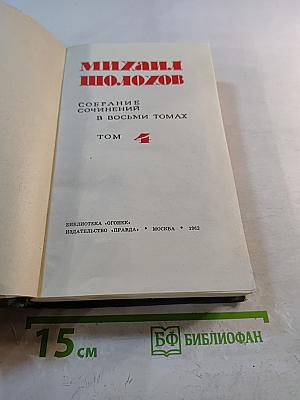 МИХАИЛ
ШОЛОХОВ
СОБРАНИЕ
СОЧИНЕНИЙ
В ВОСЬМИ ТОМАХ
ТОМ 4
БИБЛИОТЕКА «ОГОНЕК»
ИЗДАТЕЛЬСТВО «ПРАВДА» • МОСКВА • 1962
15 см
БФ БИБЛИОФАН